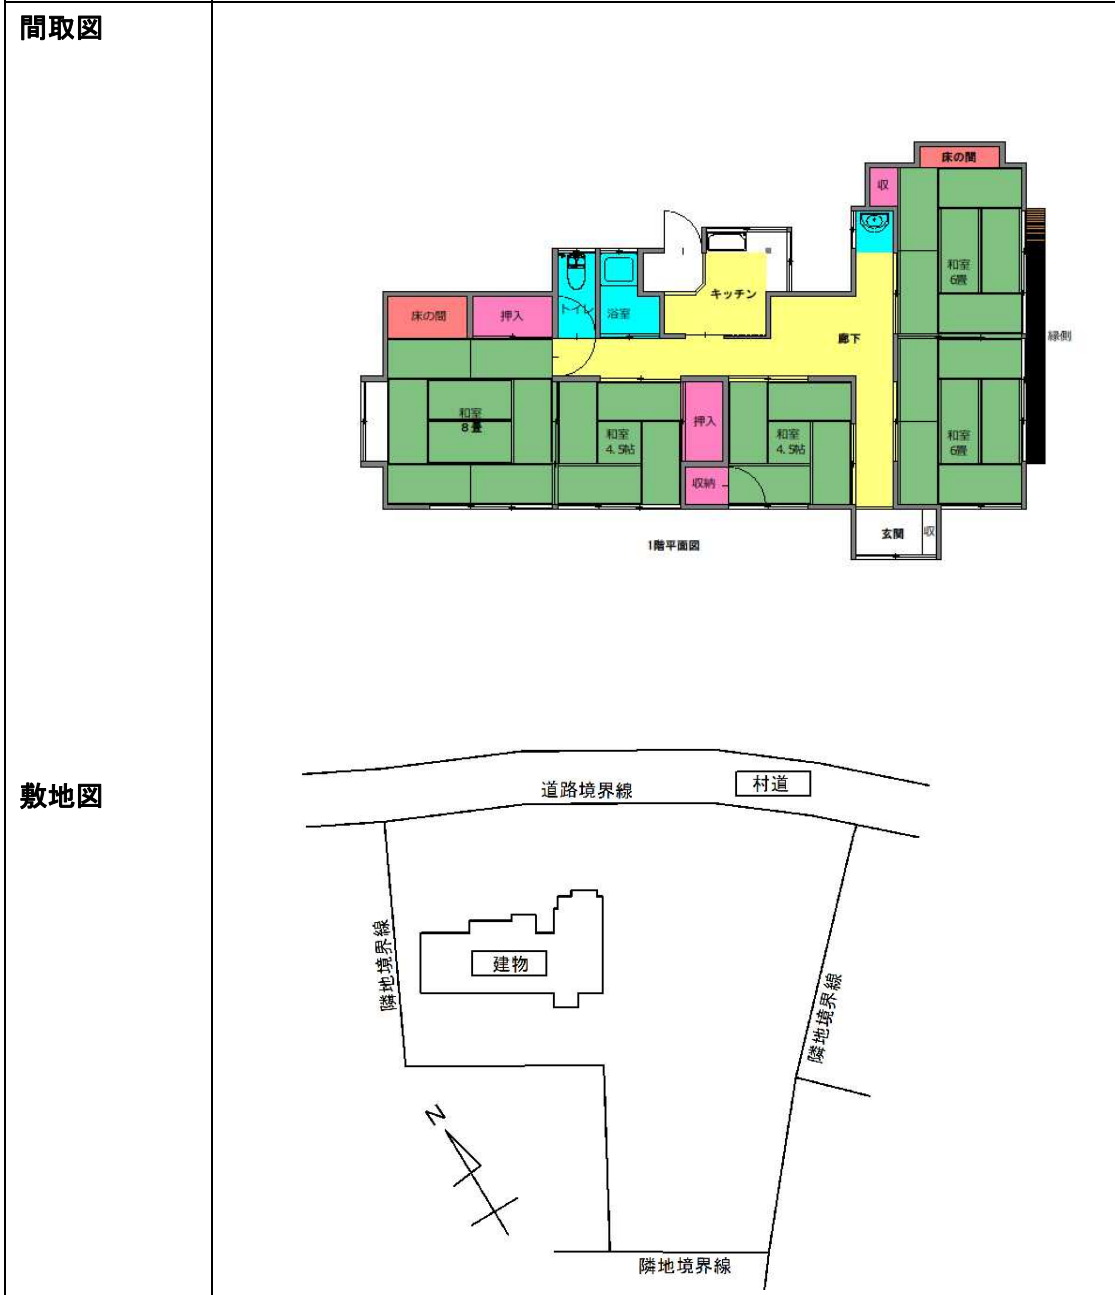 間取図
床の間
収
和室
6畳
キッチン
トイレ
浴室
床の間
押入
廊下
縁側
和室
8畳
和室
4.5帖
押入
和室
4.5帖
和室
6畳
収納
玄関
収
1階平面図
敷地図
道路境界線
村道
隣地境界線
建物
隣地境界線
N
隣地境界線